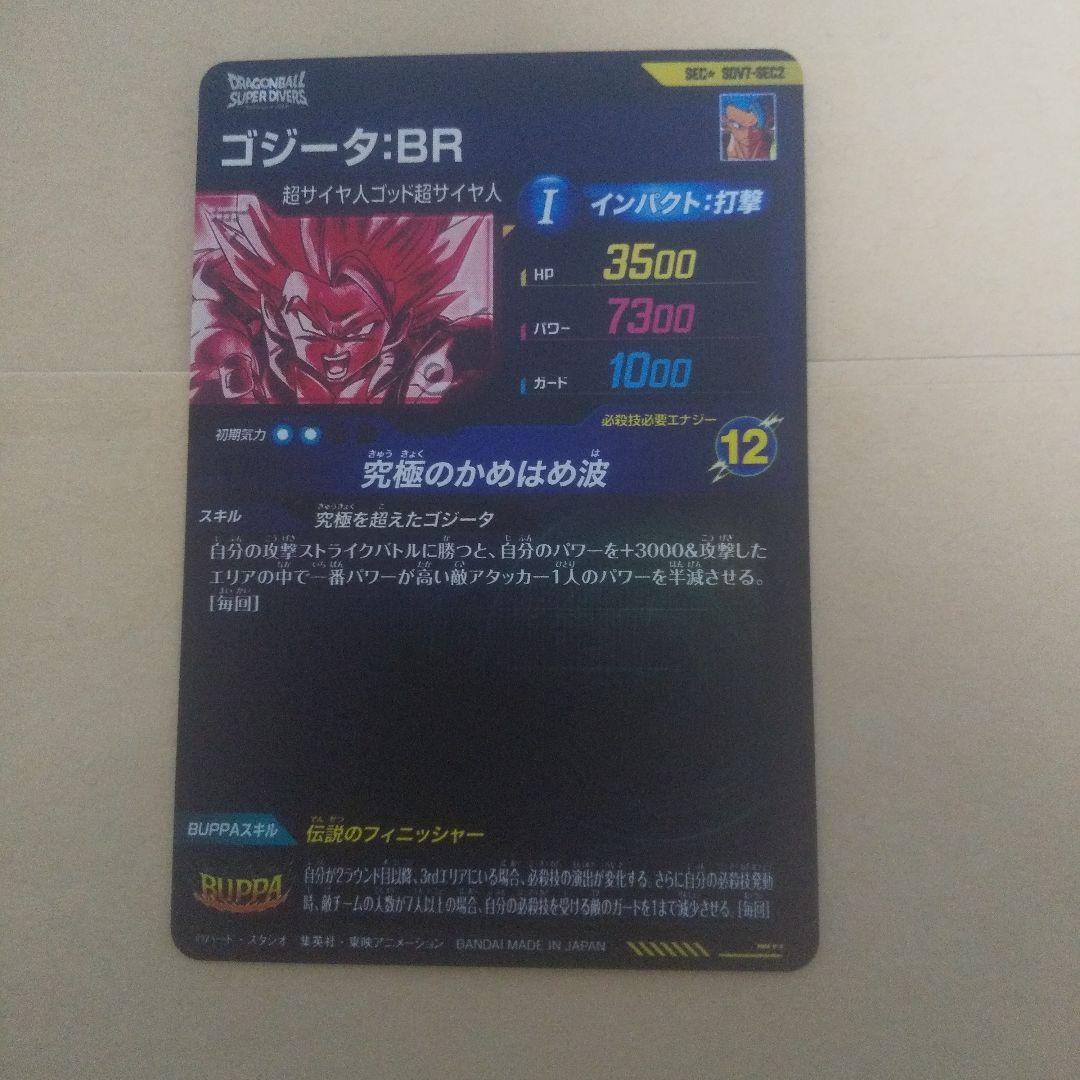 DRAGONBALL
SUPER DIVERS
SEC★ SDV7-SEC2
ゴジータ:BR
超サイヤ人ゴッド超サイヤ人
I インパクト:打撃
HP 3500
パワー 7300
ガード 1000
初期気力
必殺技必要エナジー
12
究極のかめはめ波
スキル 究極を超えたゴジータ
自分の攻撃ストライクバトルに勝つと、自分のパワーを+3000&攻撃した
エリアの中で一番パワーが高い敵アタッカー1人のパワーを半減させる。
[毎回]
BUPPAスキル 伝説のフィニッシャー
BUPPA
自分が2ラウンド目以降、3rdエリアにいる場合、必殺技の演出が変化する。さらに自分の必殺技発動
時、敵チームの人数が7人以上の場合、自分の必殺技を受ける敵のガードを1まで減少させる。[毎回]
バード・スタジオ 集英社・東映アニメーション BANDAI MADE IN JAPAN